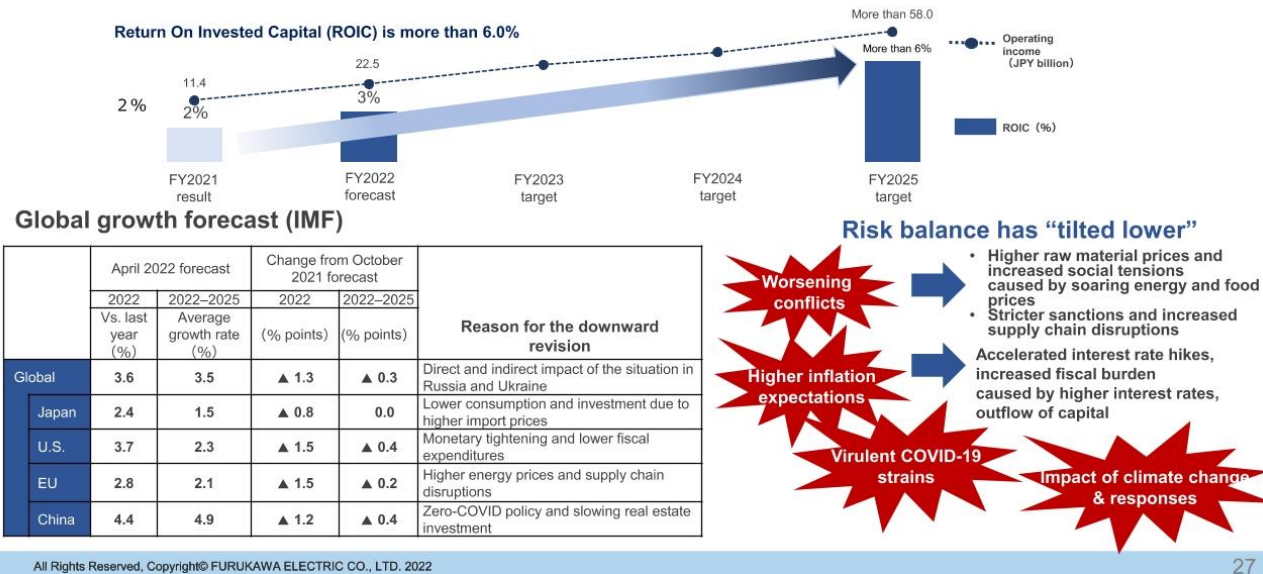 Return On Invested Capital (ROIC) is more than 6.0%
More than 58.0
More than 6%
Operating
income
(JPY billion)
22.5
11.4
3%
2%
2%
ROIC (%)
FY2021
result
FY2022
forecast
FY2023
target
FY2024
target
FY2025
target
Global growth forecast (IMF)
April 2022 forecast
Change from October
2021 forecast
2022
2022–2025
2022
2022–2025
Vs. last
year
(%)
Average
growth rate
(%)
(% points)
(% points)
Reason for the downward
revision
Global
3.6
3.5
▲ 1.3
▲ 0.3
Direct and indirect impact of the situation in
Russia and Ukraine
Japan
2.4
1.5
▲ 0.8
0.0
Lower consumption and investment due to
higher import prices
U.S.
3.7
2.3
▲ 1.5
▲ 0.4
Monetary tightening and lower fiscal
expenditures
EU
2.8
2.1
▲ 1.5
▲ 0.2
Higher energy prices and supply chain
disruptions
China
4.4
4.9
▲ 1.2
▲ 0.4
Zero-COVID policy and slowing real estate
investment
Risk balance has “tilted lower”
Worsening
conflicts
• Higher raw material prices and
increased social tensions
caused by soaring energy and food
prices
• Stricter sanctions and increased
supply chain disruptions
Higher inflation
expectations
Accelerated interest rate hikes,
increased fiscal burden
caused by higher interest rates,
outflow of capital
Virulent COVID-19
strains
Impact of climate change
& responses
All Rights Reserved, Copyright© FURUKAWA ELECTRIC CO., LTD. 2022
27